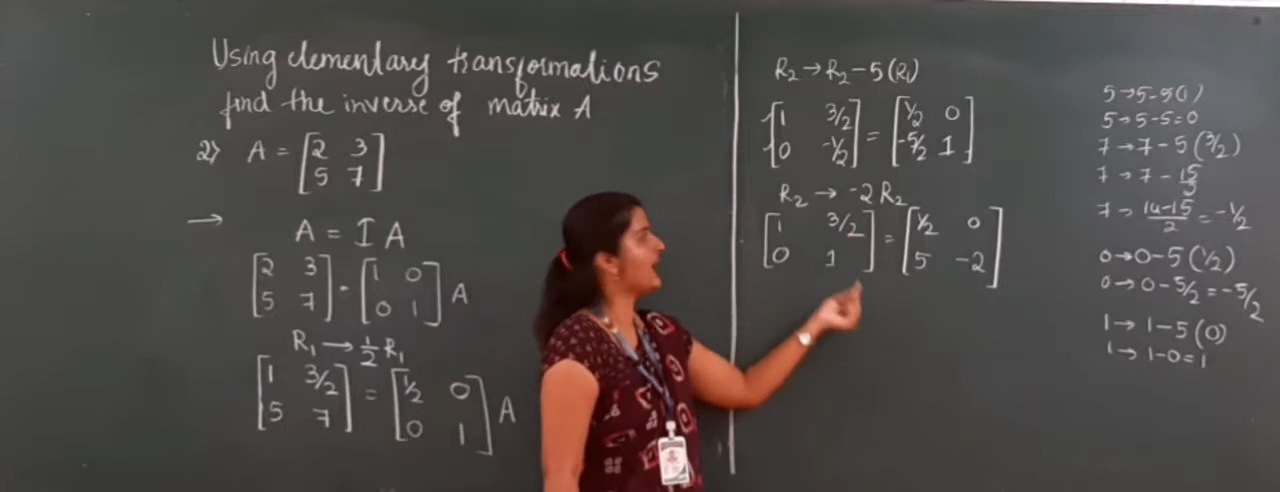 Using elementary transformations
find the inverse of matrix A
2) A = [2 3
5 7]
→ A = I A
[2 3
5 7] = [1 0
0 1] A
R₁ → 1/2 R₁
[1 3/2
5 7] = [1/2 0
0 1] A
R₂ → R₂ - 5(R₁)
[1 3/2
0 -1/2] = [1/2 0
-5/2 1]
R₂ → -2 R₂
[1 3/2
0 1] = [1/2 0
5 -2]
5 → 5 - 5(1)
5 → 5 - 5 = 0
7 → 7 - 5 (3/2)
7 → 7 - 15/2
7 → 14-15/2 = -1/2
0 → 0 - 5 (1/2)
0 → 0 - 5/2 = -5/2
1 → 1 - 5 (0)
1 → 1 - 0 = 1